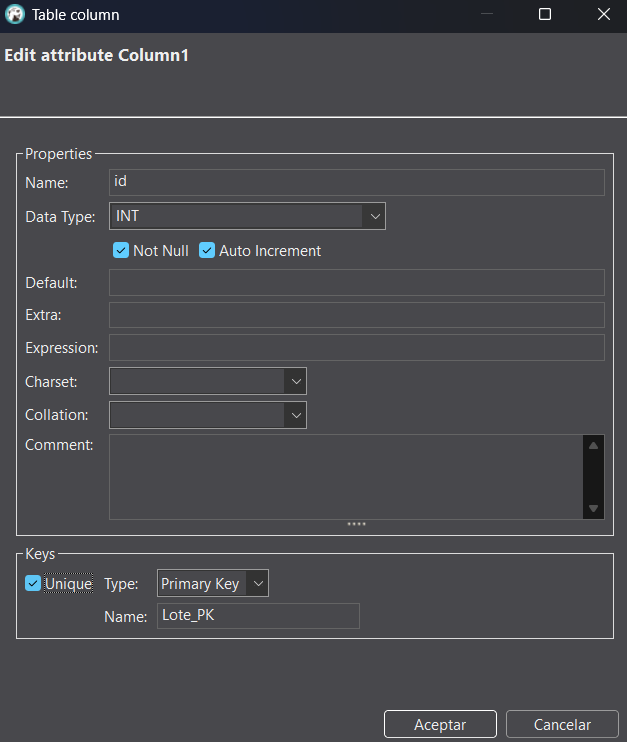 Table column
Edit attribute Column1
Properties
Name: id
Data Type: INT
Not Null Auto Increment
Default:
Extra:
Expression:
Charset:
Collation:
Comment:
Keys
Unique Type: Primary Key
Name: Lote_PK
Aceptar Cancelar